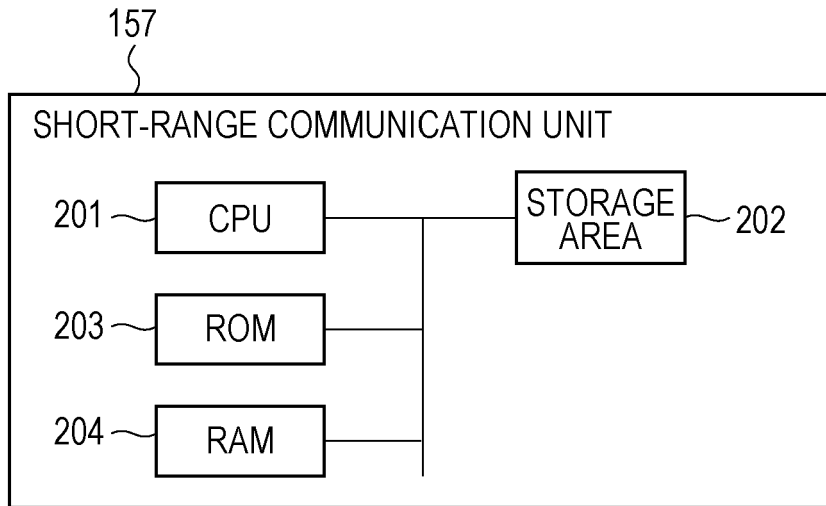 157
SHORT-RANGE COMMUNICATION UNIT
201
CPU
STORAGE
AREA
202
203
ROM
204
RAM